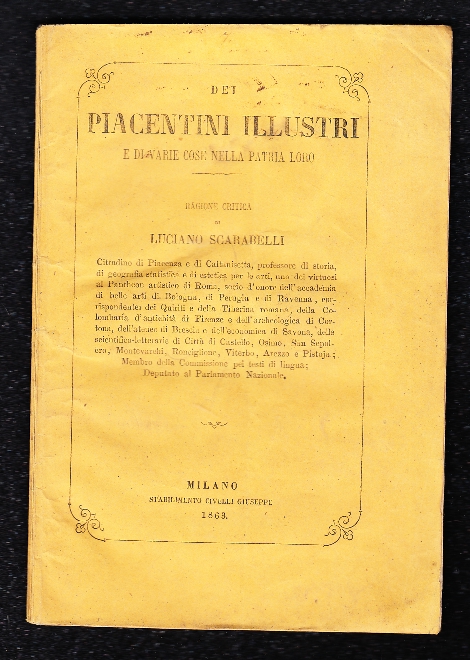 DEI
PIACENTINI ILLUSTRI
E DI VARIE COSE NELLA PATRIA LORO
RAGIONE CRITICA
DI
LUCIANO SCARABELLI
Cittadino di Piacenza e di Caltanisetta, professore di storia,
di geografia statistica e di estetica per le arti, uno dei virtuosi
al Pantheon artistico di Roma, socio d'onore dell'accademia
di belle arti di Bologna, di Perugia e di Ravenna, cor-
rispondente dei Quiriti e della Tiberina romana, della Co-
lombaria d'antichità di Firenze e dell'archeologica di Cor-
tona, dell'ateneo di Brescia e dell'economica di Savona, delle
scientifico-letterarie di Città di Castello, Osimo, San Sepol-
cro, Montevarchi, Ronciglione, Viterbo, Arezzo e Pistoja;
Membro della Commissione pei testi di lingua;
Deputato al Parlamento Nazionale.
MILANO
STABILIMENTO CIVELLI GIUSEPPE
1868.